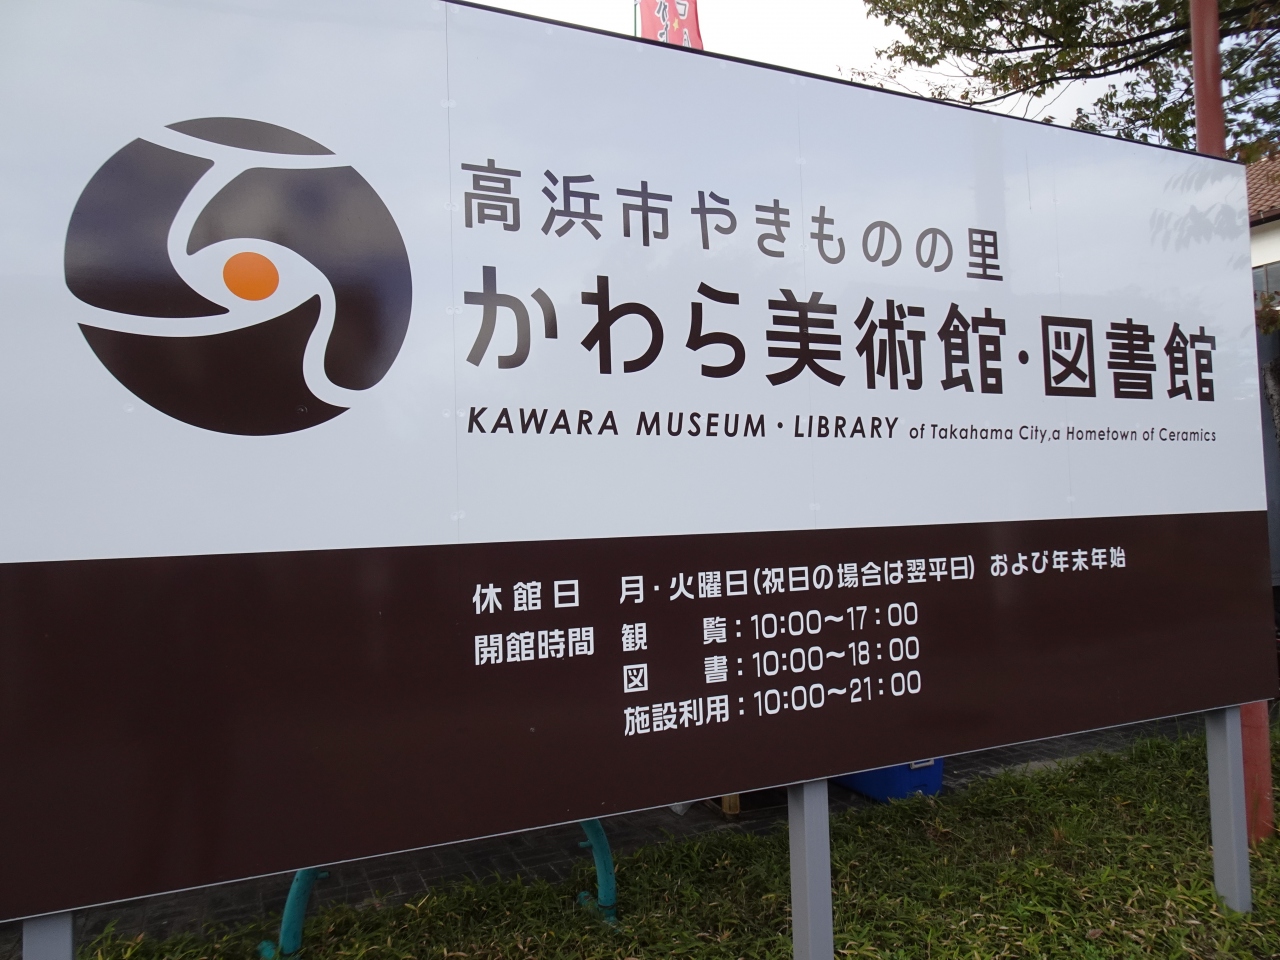 高浜市やきものの里
かわら美術館・図書館
KAWARA MUSEUM・LIBRARY of Takahama City,a Hometown of Ceramics
休館日 月・火曜日(祝日の場合は翌平日) および年末年始
開館時間 観 覧：10:00～17:00
図 書：10:00～18:00
施設利用：10:00～21:00